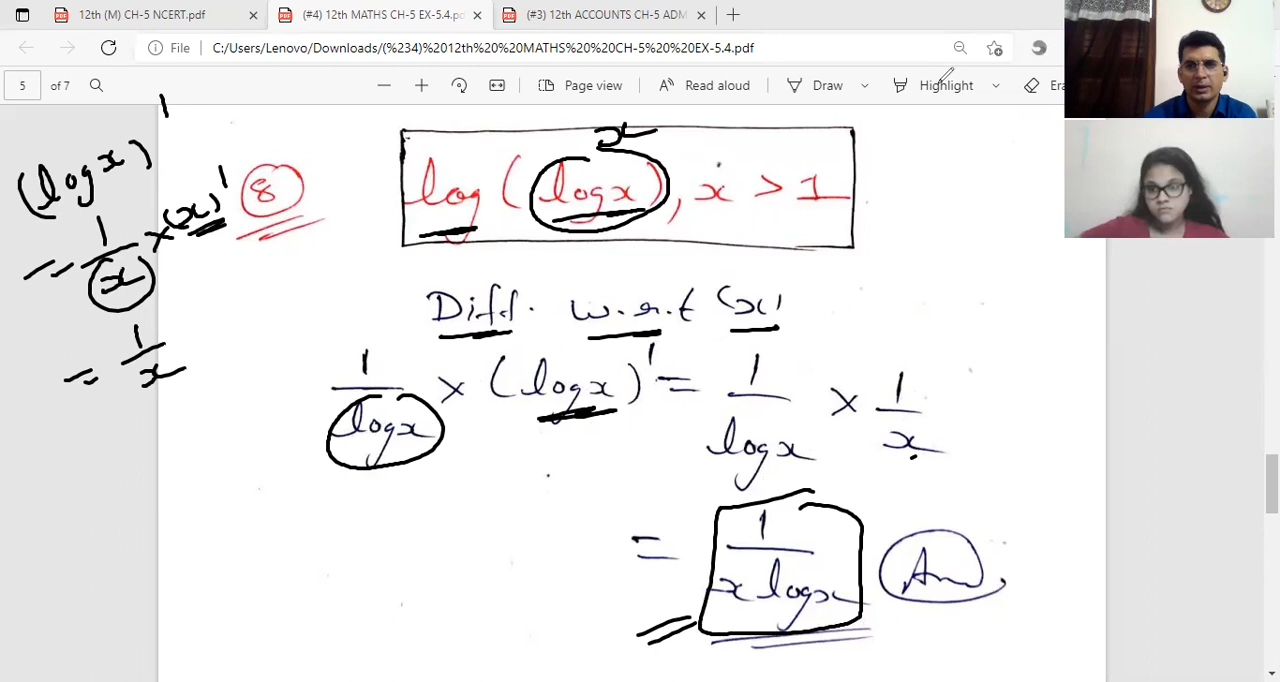 12th (M) CH-5 NCERT.pdf
(#4) 12th MATHS CH-5 EX-5.4.po
(#3) 12th ACCOUNTS CH-5 ADM
File C:/Users/Lenovo/Downloads/(%234)%2012th%20%20MATHS%20%20CH-5%20%20EX-5.4.pdf
5 of 7 Page view Read aloud Draw Highlight Era
(log x)'
= 1/x × (x)'
= 1/x
x
8 log (log x), x > 1
Diff. w.r.t (x)
1/log x × (log x)' = 1/log x × 1/x
= 1/x log x Ans.